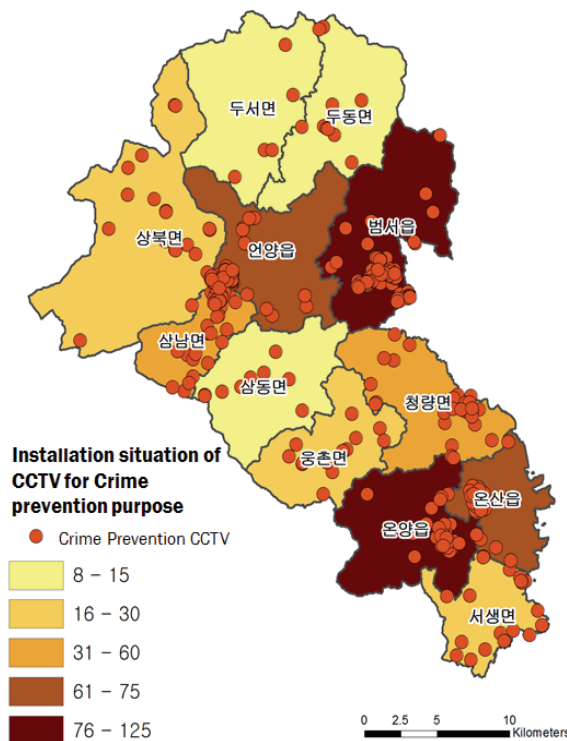 두서면
두동면
범서읍
상북면
언양읍
삼남면
삼동면
청량면
웅촌면
온산읍
온양읍
서생면
Installation situation of
CCTV for Crime
prevention purpose
Crime Prevention CCTV
8 – 15
16 – 30
31 – 60
61 – 75
76 – 125
0 2.5 5 10
Kilometers